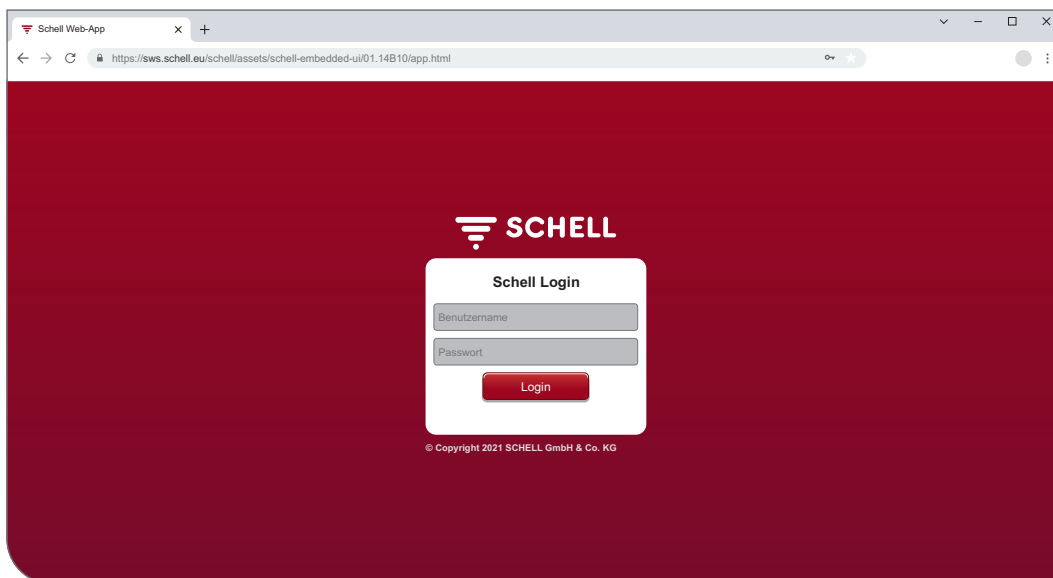 Schell Web-App
https://sws.schell.eu/schell/assets/schell-embedded-ui/01.14B10/app.html
SCHELL
Schell Login
Benutzername
Passwort
Login
© Copyright 2021 SCHELL GmbH & Co. KG